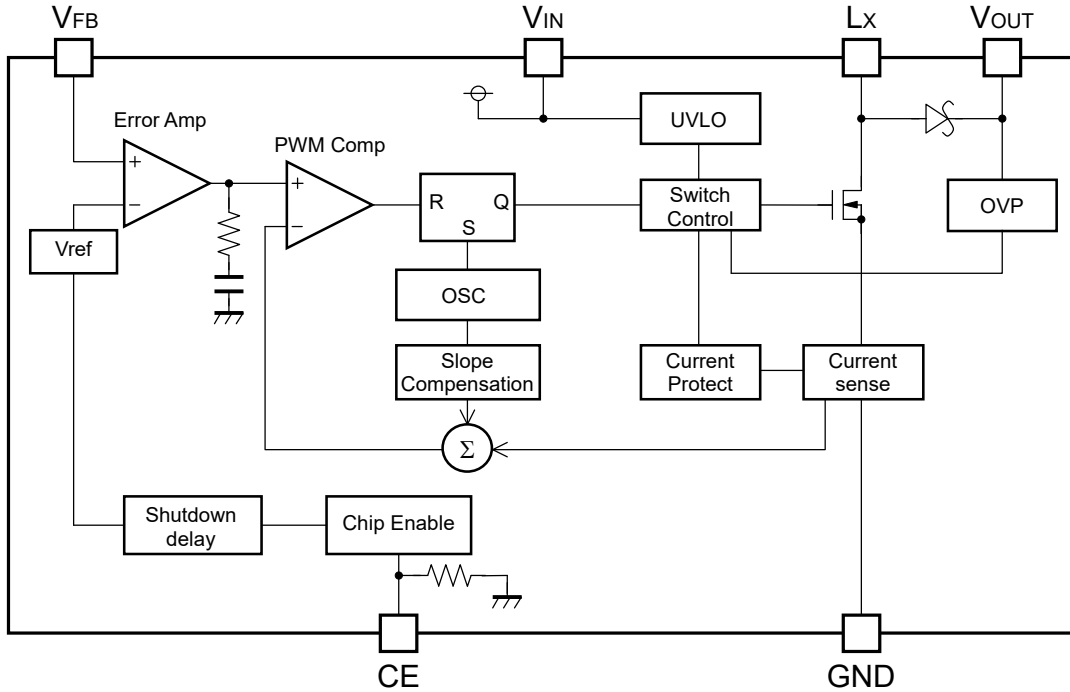 VFB
VIN
LX
VOUT
Error Amp
PWM Comp
UVLO
+
−
+
−
R
Q
S
Switch
Control
OVP
Vref
OSC
Slope
Compensation
Current
Protect
Current
sense
Σ
Shutdown
delay
Chip Enable
CE
GND